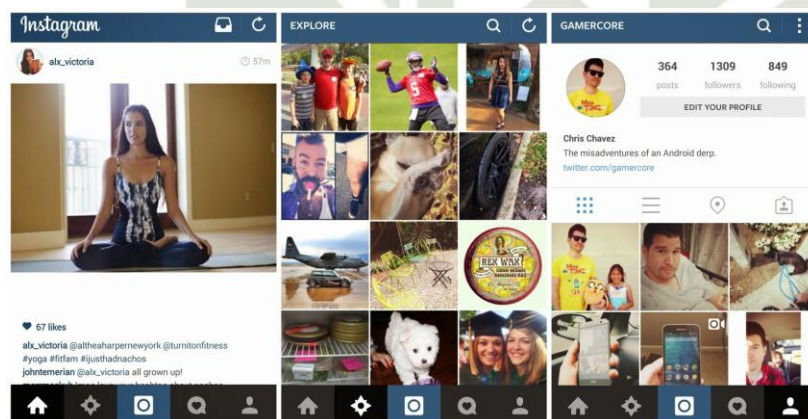 Instagram
alx_victoria
57m
67 likes
alx_victoria @altheaharpernewyork @turnitonfitness
#yoga #fitfam #ijusthadnachos
johntemerian @alx_victoria all grown up!
EXPLORE
5
REX WAX
GAMERCORE
364 1309 849
posts followers following
EDIT YOUR PROFILE
Chris Chavez
The misadventures of an Android derp.
twitter.com/gamercore